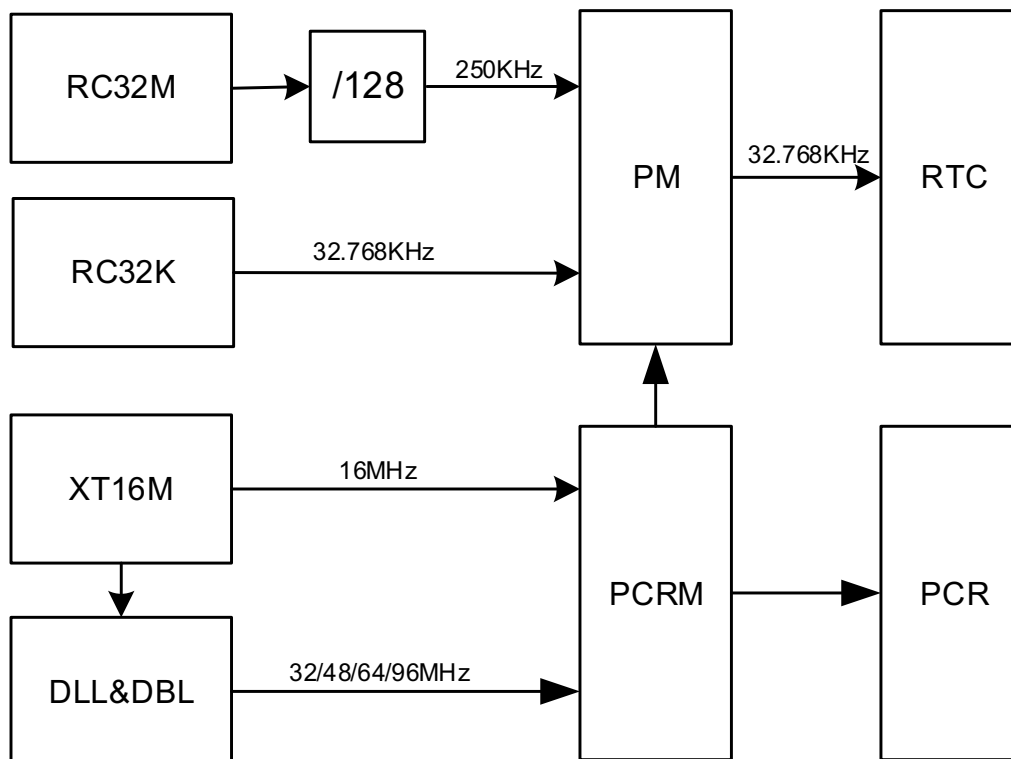 RC32M
/128
250KHz
PM
32.768KHz
RTC
RC32K
32.768KHz
XT16M
16MHz
PCRM
PCR
DLL&DBL
32/48/64/96MHz